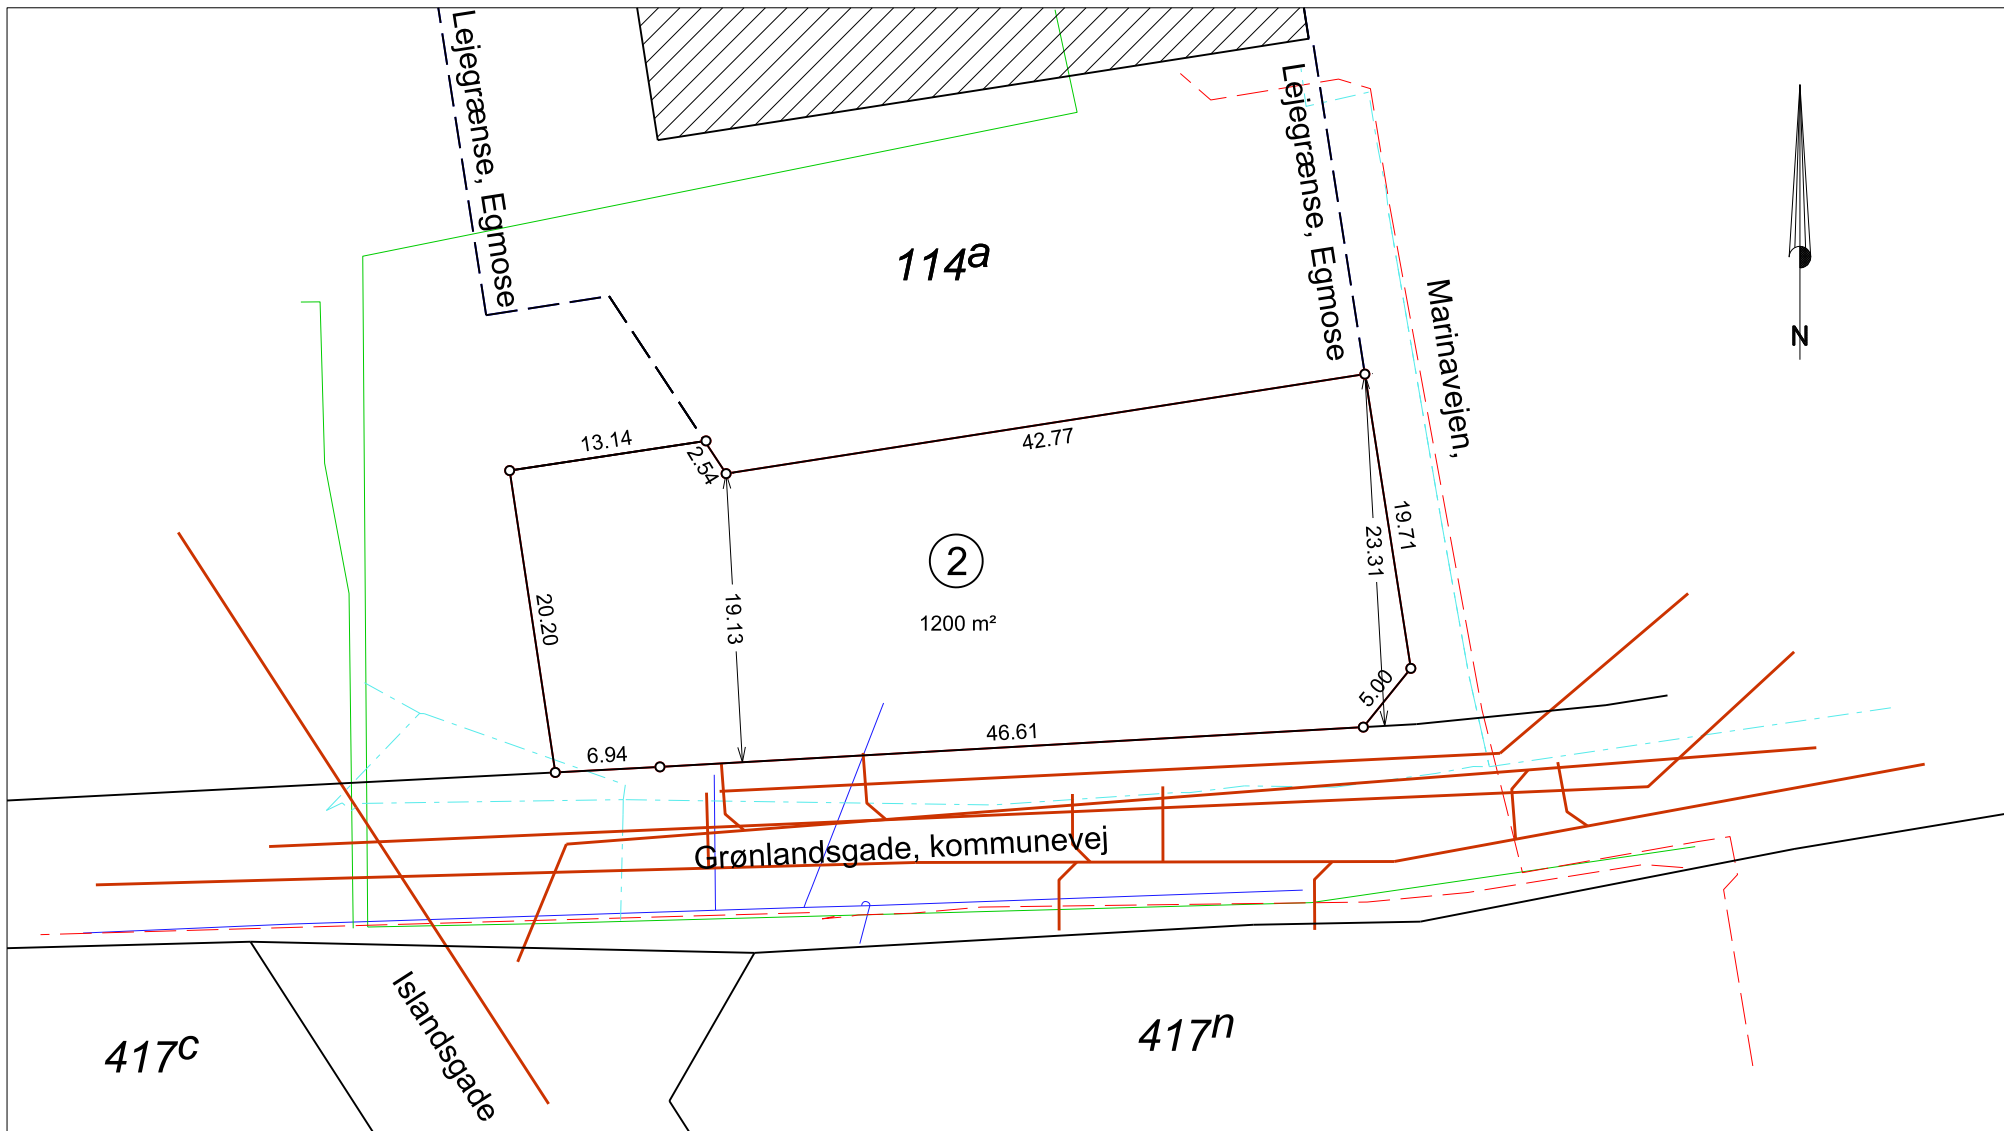 Lejegrænse, Egmose
Lejegrænse, Egmose
114a
Marinavejen,
N
13.14
2.54
42.77
19.71
23.31
20.20
19.13
2
1200 m²
5.00
6.94
46.61
Grønlandsgade, kommunevej
Islandsgade
417c
417n